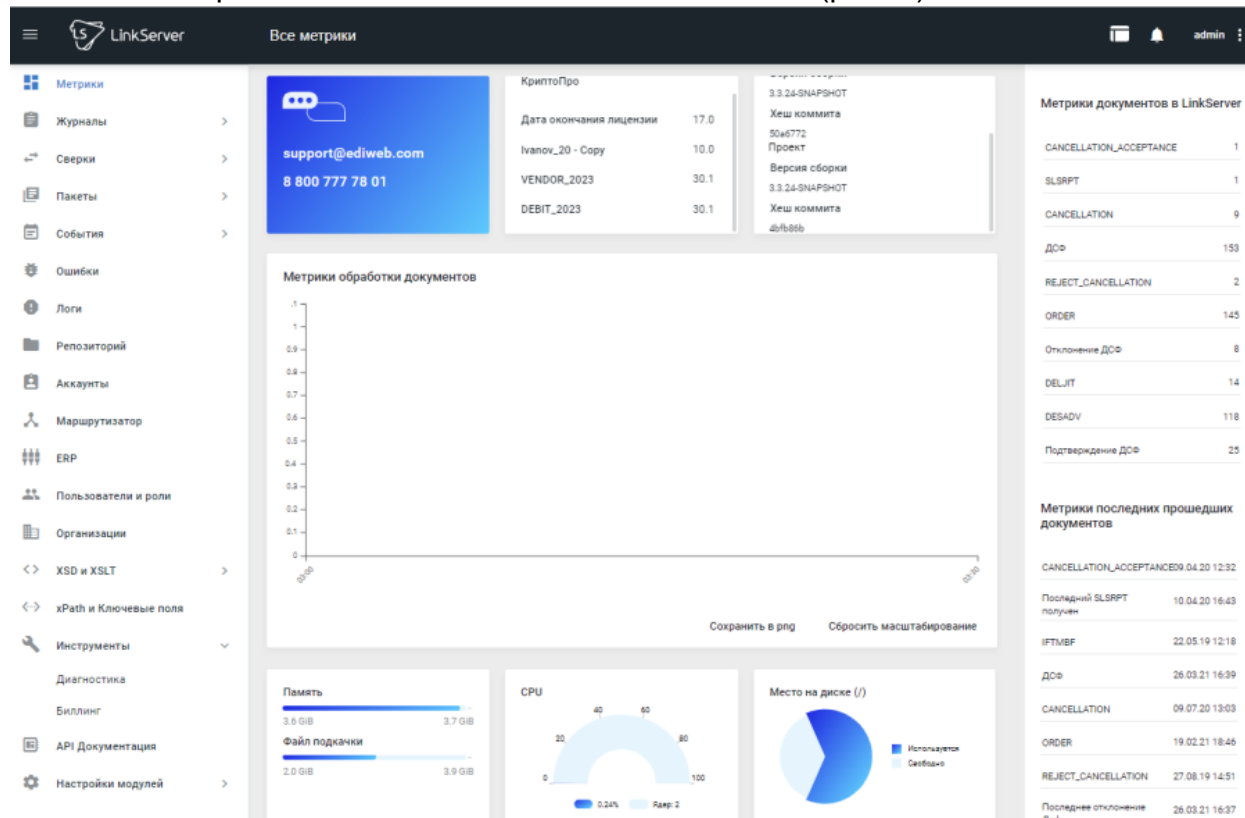 LinkServer
Все метрики
admin
Метрики
Журналы
Сверки
Пакеты
События
Ошибки
Логи
Репозиторий
Аккаунты
Маршрутизатор
ERP
Пользователи и роли
Организации
XSD и XSLT
xPath и Ключевые поля
Инструменты
Диагностика
Биллинг
API Документация
Настройки модулей
support@ediweb.com
8 800 777 78 01
КриптоПро
Дата окончания лицензии 17.0
Ivanov_20 - Copy 10.0
VENDOR_2023 30.1
DEBIT_2023 30.1
3.3.24-SNAPSHOT
Хеш коммита
50a6772
Проект
Версия сборки
3.3.24-SNAPSHOT
Хеш коммита
4bfb86b
Метрики обработки документов
.1
1
0.9
0.8
0.7
0.6
0.5
0.4
0.3
0.2
0.1
0
03:00 03:30
Сохранить в png Сбросить масштабирование
Память
3.6 GiB 3.7 GiB
Файл подкачки
2.0 GiB 3.9 GiB
CPU
0 20 40 60 80 100
0.24% Ядер: 2
Место на диске (/)
Используется
Свободно
Метрики документов в LinkServer
CANCELLATION_ACCEPTANCE 1
SLSRPT 1
CANCELLATION 9
ДСФ 153
REJECT_CANCELLATION 2
ORDER 145
Отклонение ДСФ 8
DELJIT 14
DESADV 118
Подтверждение ДСФ 25
Метрики последних прошедших
документов
CANCELLATION_ACCEPTANCE09.04.20 12:32
Последний SLSRPT
получен 10.04.20 16:43
IFTMBF 22.05.19 12:18
ДСФ 26.03.21 16:39
CANCELLATION 09.07.20 13:03
ORDER 19.02.21 18:46
REJECT_CANCELLATION 27.08.19 14:51
Последнее отклонение 26.03.21 16:37